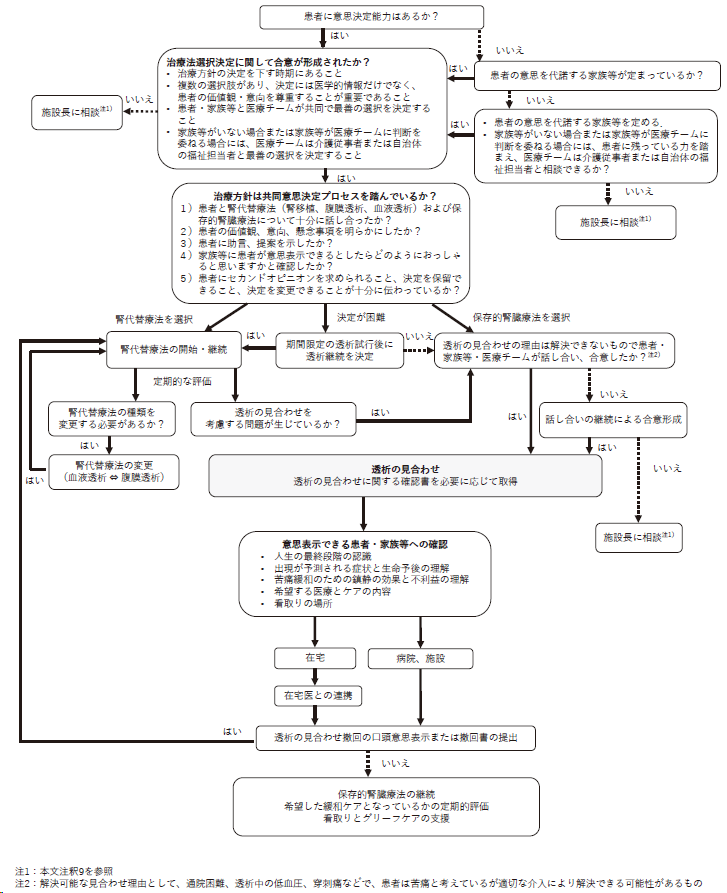 患者に意思決定能力はあるか？
はい
いいえ
治療法選択決定に関して合意が形成されたか？
・ 治療方針の決定を下す時期にあること
・ 複数の選択肢があり、決定には医学的情報だけでなく、
患者の価値観・意向を尊重することが重要であること
・ 患者・家族等と医療チームが共同で最善の選択を決定する
こと
・ 家族等がいない場合または家族等が医療チームに判断を
委ねる場合には、医療チームは介護従事者または自治体
の福祉担当者と最善の選択を決定すること
はい
患者の意思を代諾する家族等が定まっているか？
いいえ
施設長に相談注1）
いいえ
はい
・ 患者の意思を代諾する家族等を定める．
・ 家族等がいない場合または家族等が医療チームに
判断を委ねる場合には、患者に残っている力を踏
まえ、医療チームは介護従事者または自治体の福
祉担当者と相談できるか？
はい
いいえ
施設長に相談注1）
治療方針は共同意思決定プロセスを踏んでいるか？
1）患者と腎代替療法（腎移植、腹膜透析、血液透析）および保
存的腎臓療法について十分に話し合ったか？
2）患者の価値観、意向、懸念事項を明らかにしたか？
3）患者に助言、提案を示したか？
4）家族等に患者が意思表示できるとしたらどのようにおっしゃ
ると思いますかと確認したか？
5）患者にセカンドオピニオンを求められること、決定を保留で
きること、決定を変更できることが十分に伝わっているか？
腎代替療法を選択
決定が困難
保存的腎臓療法を選択
腎代替療法の開始・継続
はい
期間限定の透析試行後に
透析継続を決定
いいえ
透析の見合わせの理由は解決できないもので患者・
家族等・医療チームが話し合い、合意したか？注2）
定期的な評価
いいえ
腎代替療法の種類を
変更する必要があるか？
透析の見合わせを
考慮する問題が生じているか？
はい
はい
話し合いの継続による合意形成
はい
はい
いいえ
腎代替療法の変更
（血液透析 ⇔ 腹膜透析）
はい
透析の見合わせ
透析の見合わせに関する確認書を必要に応じて取得
施設長に相談注1）
意思表示できる患者・家族等への確認
・ 人生の最終段階の認識
・ 出現が予測される症状と生命予後の理解
・ 苦痛緩和のための鎮静の効果と不利益の理解
・ 希望する医療とケアの内容
・ 看取りの場所
在宅
病院、施設
在宅医との連携
はい
透析の見合わせ撤回の口頭意思表示または撤回書の提出
いいえ
保存的腎臓療法の継続
希望した緩和ケアとなっているかの定期的評価
看取りとグリーフケアの支援
注1：本文注釈9を参照
注2：解決可能な見合わせ理由として、通院困難、透析中の低血圧、穿刺痛などで、患者は苦痛と考えているが適切な介入により解決できる可能性があるもの